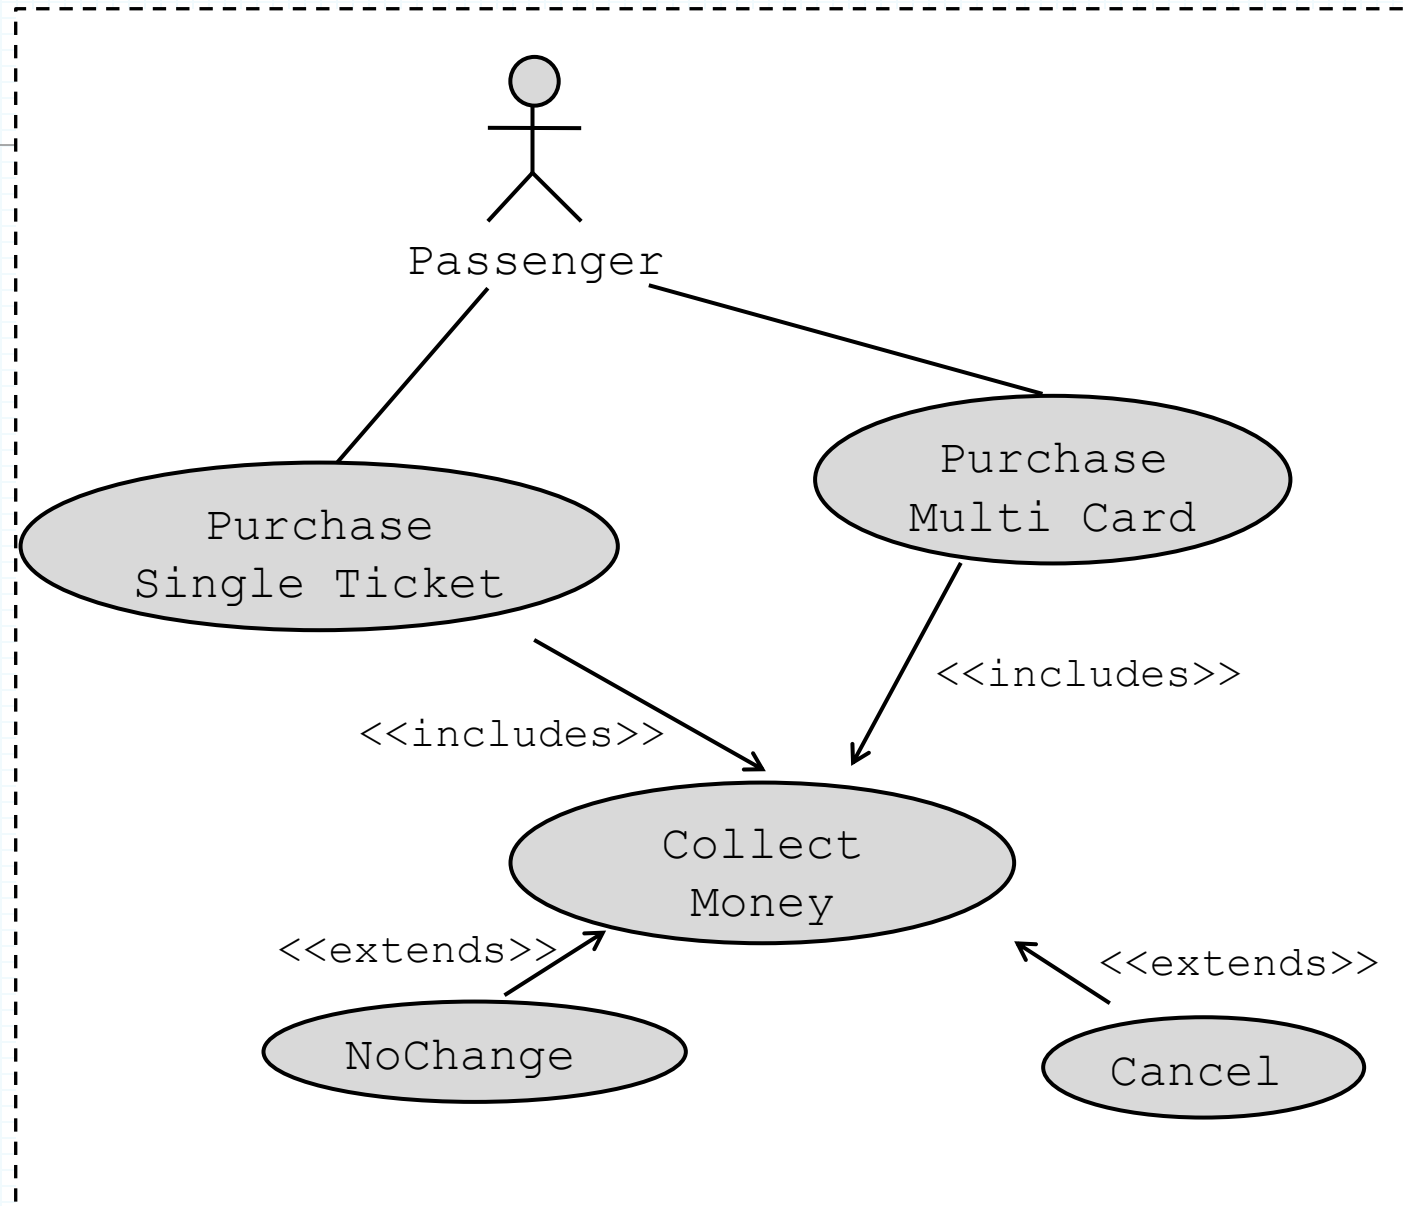 Passenger
Purchase
Multi Card
Purchase
Single Ticket
<<includes>>
<<includes>>
Collect
Money
<<extends>>
<<extends>>
NoChange
Cancel